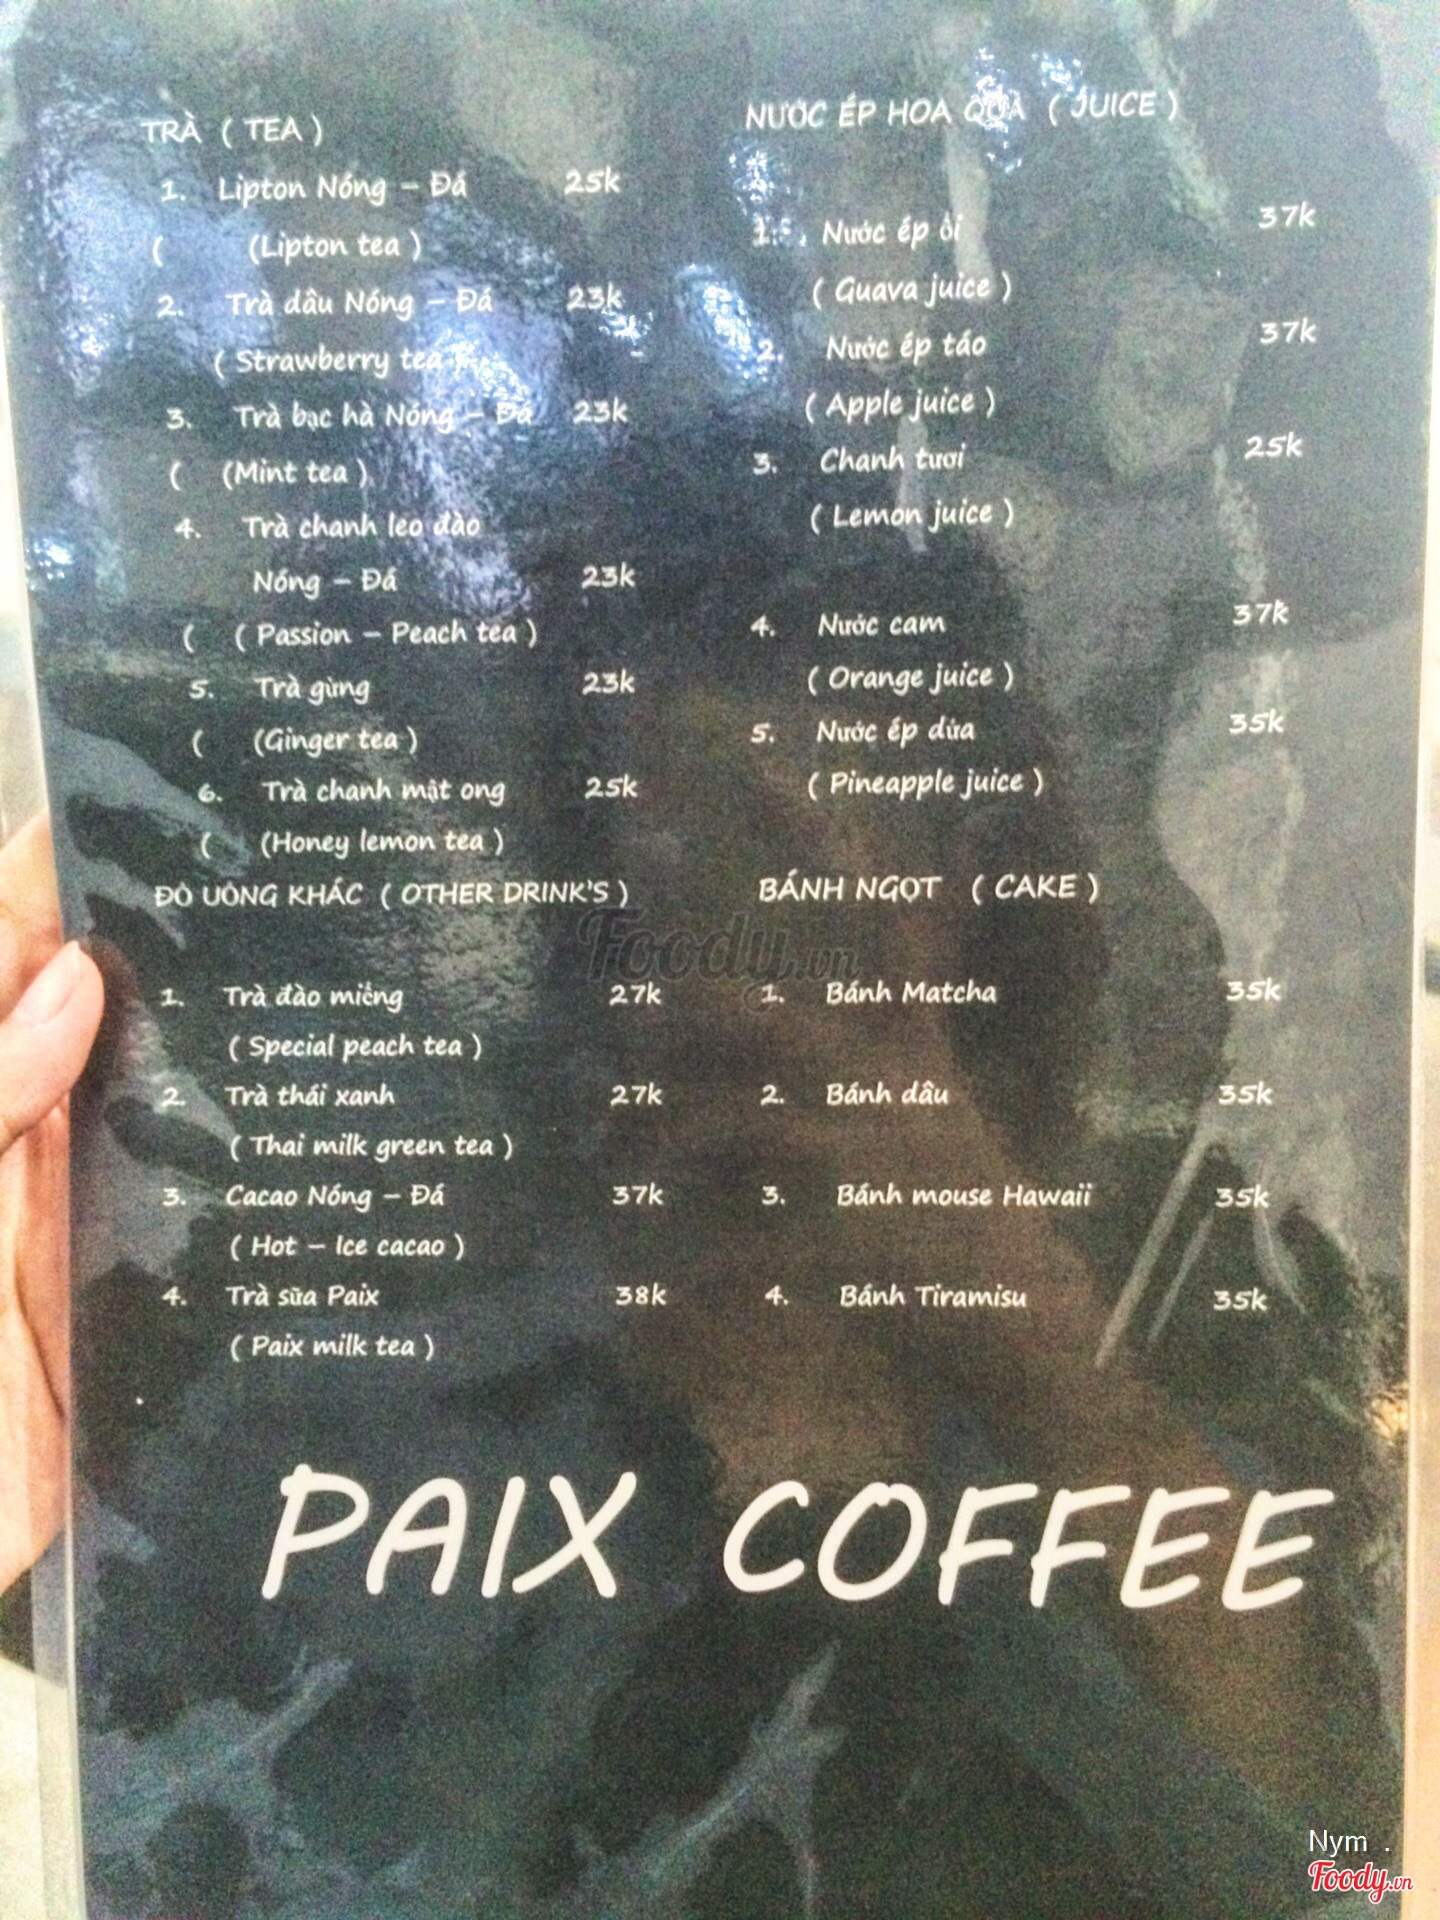 TRÀ ( TEA )
1. Lipton Nóng – Đá 25k
( (Lipton tea )
2. Trà dâu Nóng – Đá 23k
( Strawberry tea
3. Trà bạc hà Nóng – Đá 23k
( (Mint tea )
4. Trà chanh leo đào
Nóng – Đá 23k
( ( Passion – Peach tea )
5. Trà gừng 23k
( (Ginger tea )
6. Trà chanh mật ong 25k
( (Honey lemon tea )
ĐỒ UỐNG KHÁC ( OTHER DRINK'S )
1. Trà đào miếng 27k
( Special peach tea )
2. Trà thái xanh 27k
( Thai milk green tea )
3. Cacao Nóng – Đá 37k
( Hot – Ice cacao )
4. Trà sữa Paix 38k
( Paix milk tea )
NƯỚC ÉP HOA QUẢ ( JUICE )
1. Nước ép ổi 37k
( Guava juice )
2. Nước ép táo 37k
( Apple juice )
3. Chanh tươi 25k
( Lemon juice )
4. Nước cam 37k
( Orange juice )
5. Nước ép dứa 35k
( Pineapple juice )
BÁNH NGỌT ( CAKE )
1. Bánh Matcha 35k
2. Bánh dâu 35k
3. Bánh mouse Hawaii 35k
4. Bánh Tiramisu 35k
PAIX COFFEE
Foody.vn
Nym .
Foody.vn